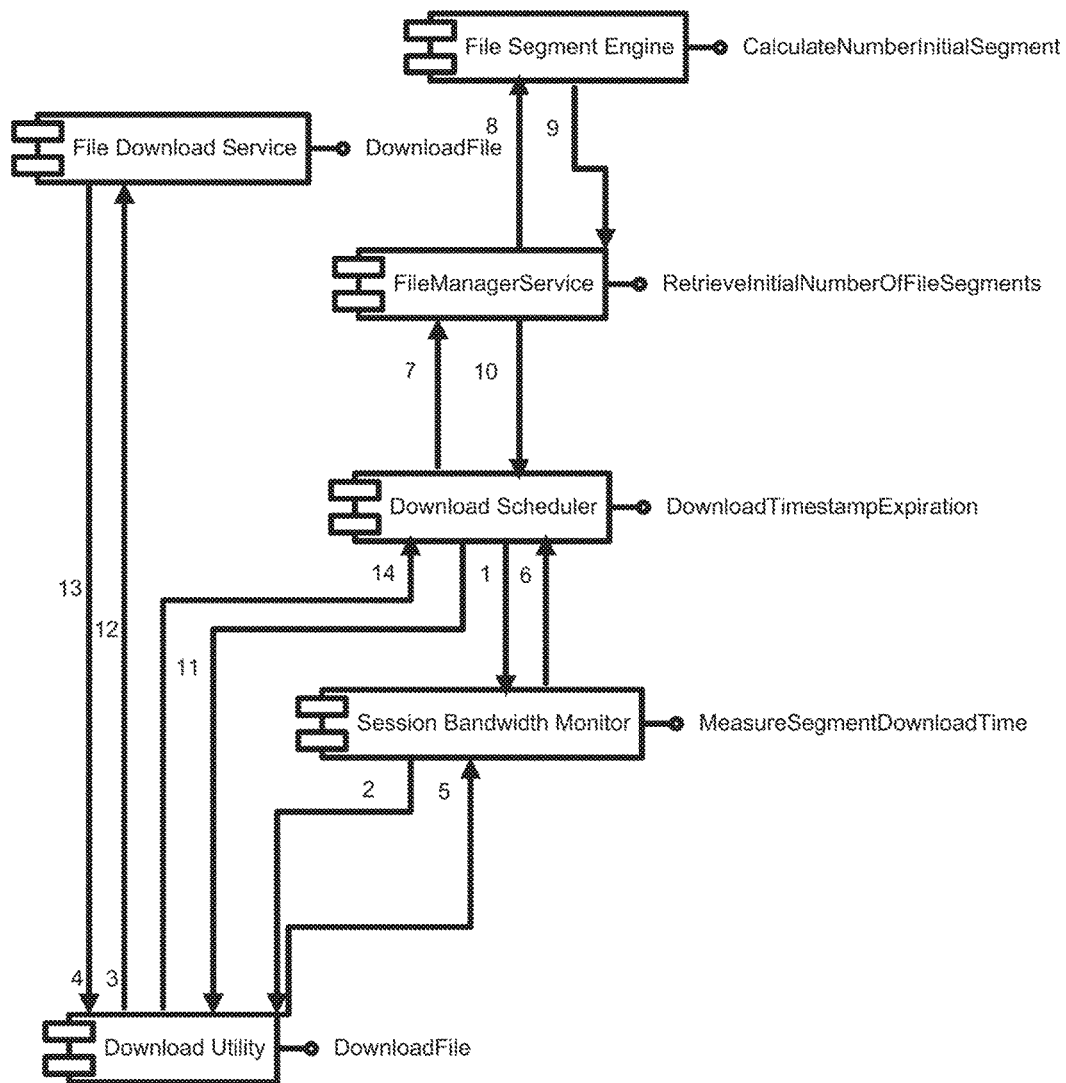 File Segment Engine
CalculateNumberInitialSegment
8
9
File Download Service
DownloadFile
FileManagerService
RetrieveInitialNumberOfFileSegments
7
10
Download Scheduler
DownloadTimestampExpiration
14
1
6
13
12
11
Session Bandwidth Monitor
MeasureSegmentDownloadTime
2
5
4
3
Download Utility
DownloadFile